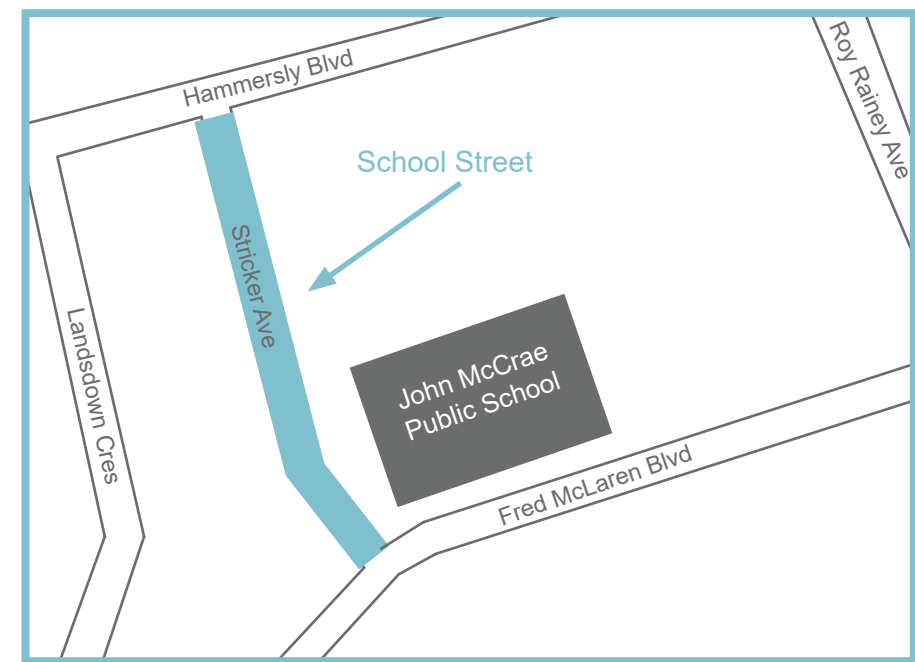 Hammersly Blvd
Roy Rainey Ave
School Street
Stricker Ave
Landsdown Cres
John McCrae
Public School
Fred McLaren Blvd